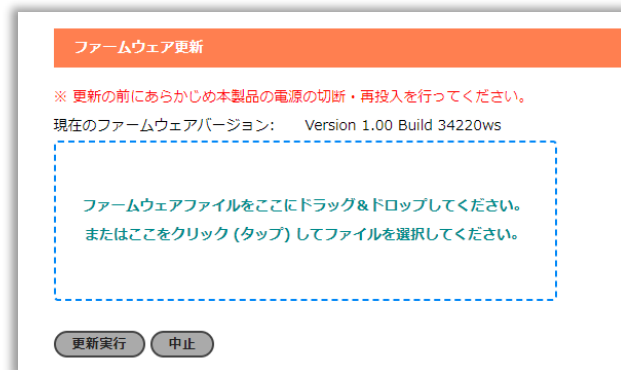 ファームウェア更新
※ 更新の前にあらかじめ本製品の電源の切断・再投入を行ってください。
現在のファームウェアバージョン: Version 1.00 Build 34220ws
ファームウェアファイルをここにドラッグ&ドロップしてください。
またはここをクリック (タップ) してファイルを選択してください。
更新実行 中止